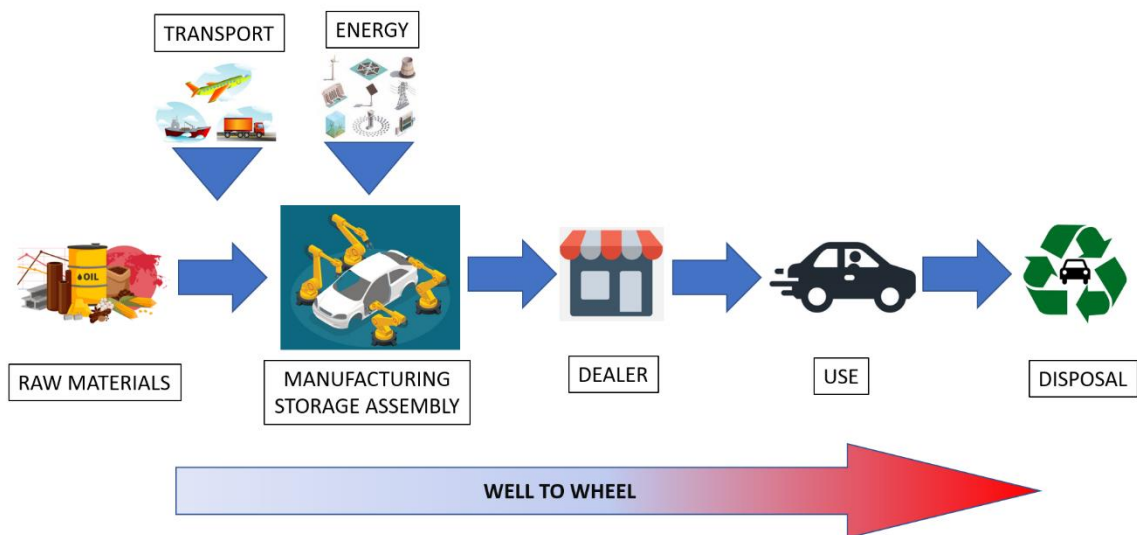 TRANSPORT
ENERGY
OIL
RAW MATERIALS
MANUFACTURING
STORAGE ASSEMBLY
DEALER
USE
DISPOSAL
WELL TO WHEEL